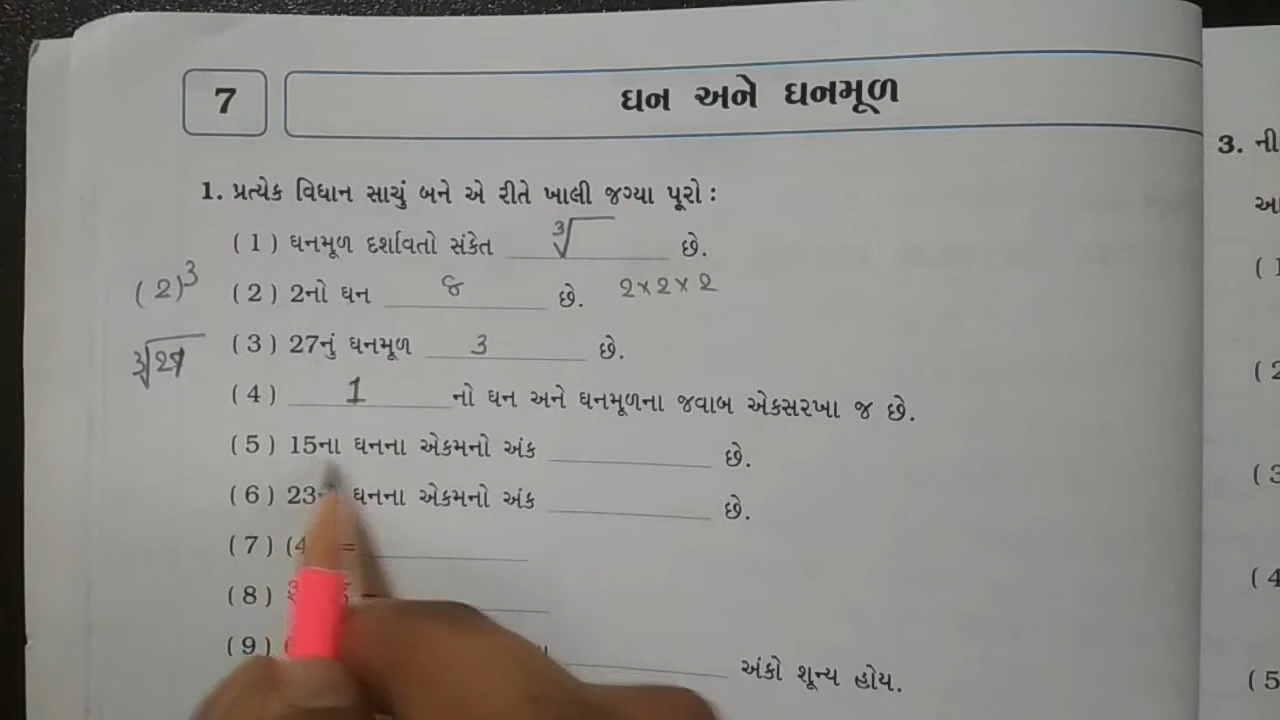 7
ઘન અને ઘનમૂળ
1. પ્રત્યેક વિધાન સાચું બને એ રીતે ખાલી જગ્યા પૂરો :
( 1 ) ઘનમૂળ દર્શાવતો સંકેત ∛ છે.
(2)³ ( 2 ) 2નો ઘન 8 છે. 2×2×2
∛27 ( 3 ) 27નું ઘનમૂળ 3 છે.
( 4 ) 1 નો ઘન અને ઘનમૂળના જવાબ એકસરખા જ છે.
( 5 ) 15ના ઘનના એકમનો અંક છે.
( 6 ) 23ના ઘનના એકમનો અંક છે.
( 7 ) (4 =
( 8 )
( 9 ) અંકો શૂન્ય હોય.
3. ની